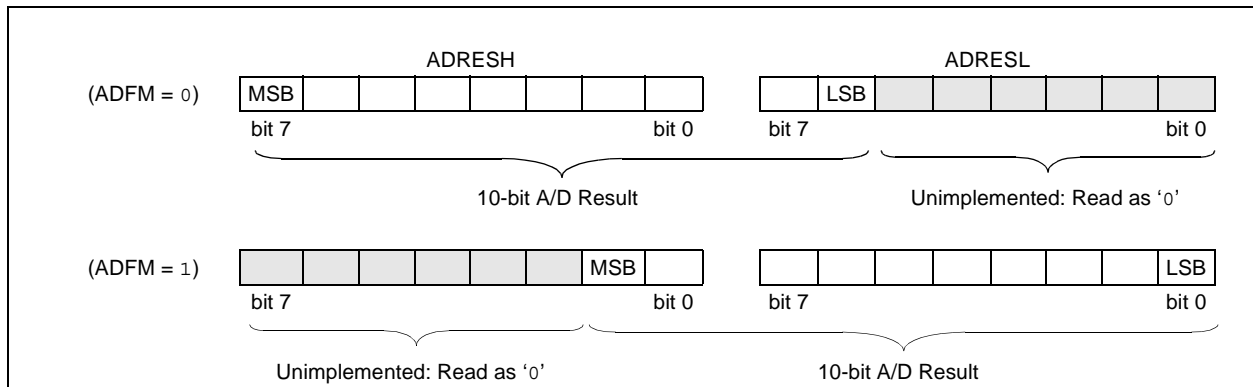 ADRESH ADRESL
(ADFM = 0) MSB LSB
bit 7 bit 0 bit 7 bit 0
10-bit A/D Result Unimplemented: Read as ‘0’
(ADFM = 1) MSB LSB
bit 7 bit 0 bit 7 bit 0
Unimplemented: Read as ‘0’ 10-bit A/D Result